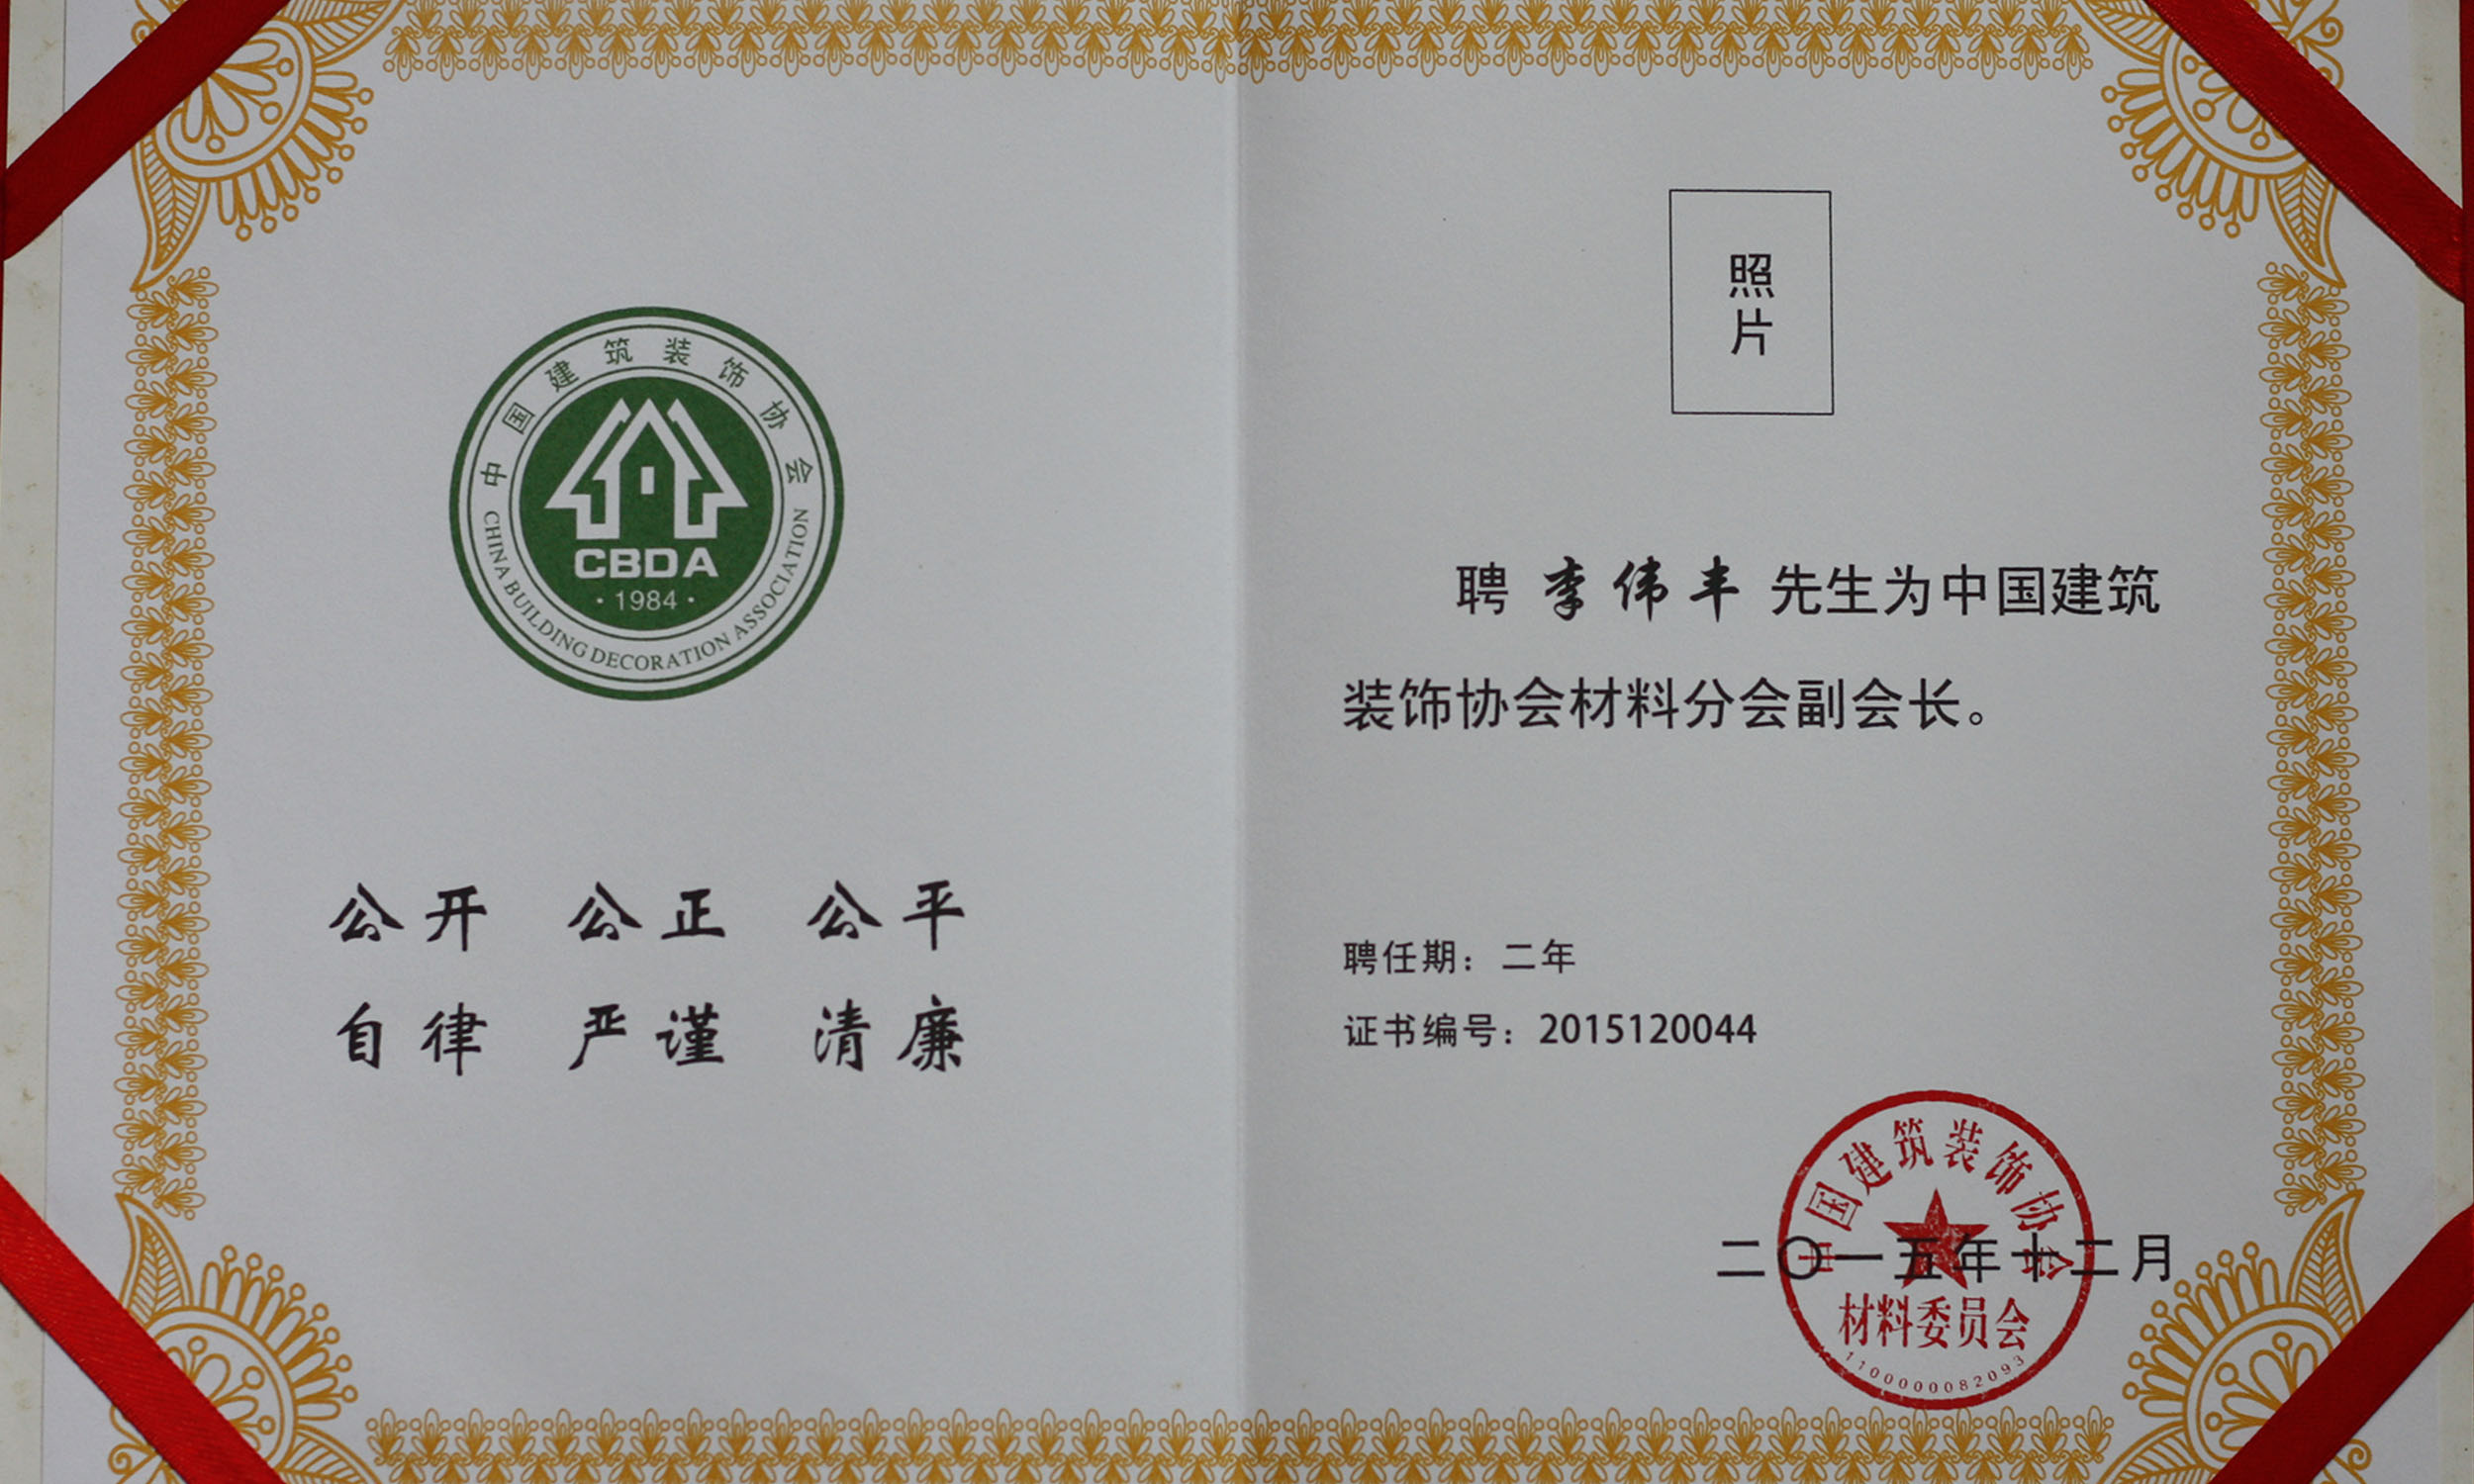 中国建筑装饰协会
CBDA
·1984·
CHINA BUILDING DECORATION ASSOCIATION
公开 公正 公平
自律 严谨 清廉
照
片
聘 李伟丰 先生为中国建筑
装饰协会材料分会副会长。
聘任期：二年
证书编号：2015120044
中国建筑装饰协会
二〇一五年十二月
材料委员会
1100000082093